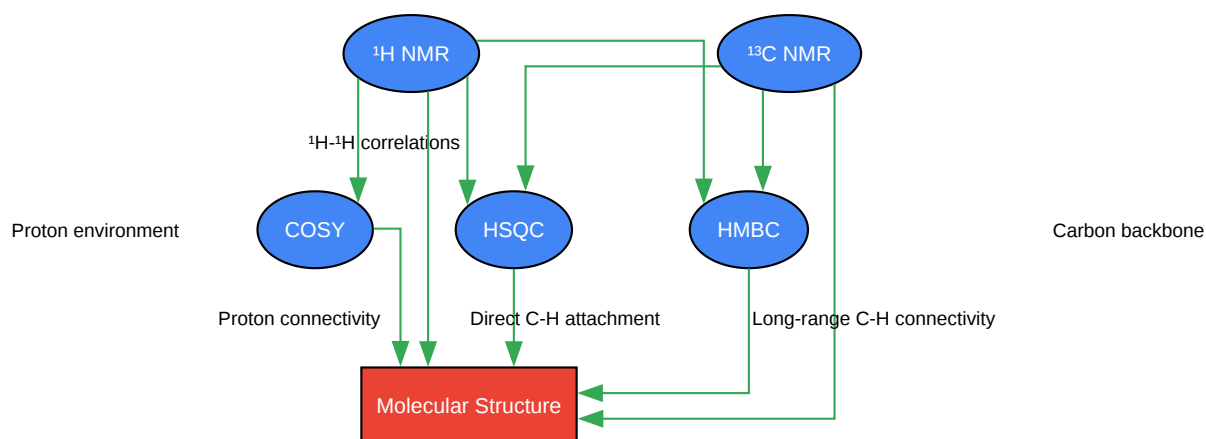 ¹H NMR
¹³C NMR
¹H-¹H correlations
Proton environment
COSY
HSQC
HMBC
Carbon backbone
Proton connectivity
Direct C-H attachment
Long-range C-H connectivity
Molecular Structure